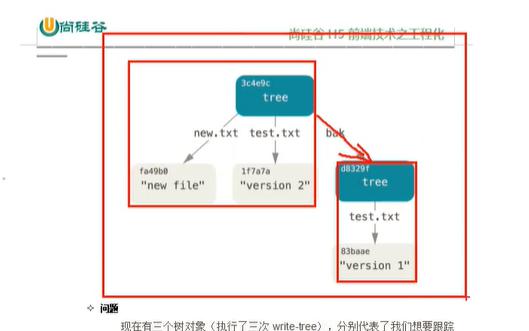 尚硅谷
尚硅谷 H5 前端技术之工程化
3c4e9c
tree
new.txt test.txt bak
fa49b0
"new file"
1f7a7a
"version 2"
d8329f
tree
test.txt
83baae
"version 1"
问题
现在有三个树对象（执行了三次 write-tree），分别代表了我们想要跟踪